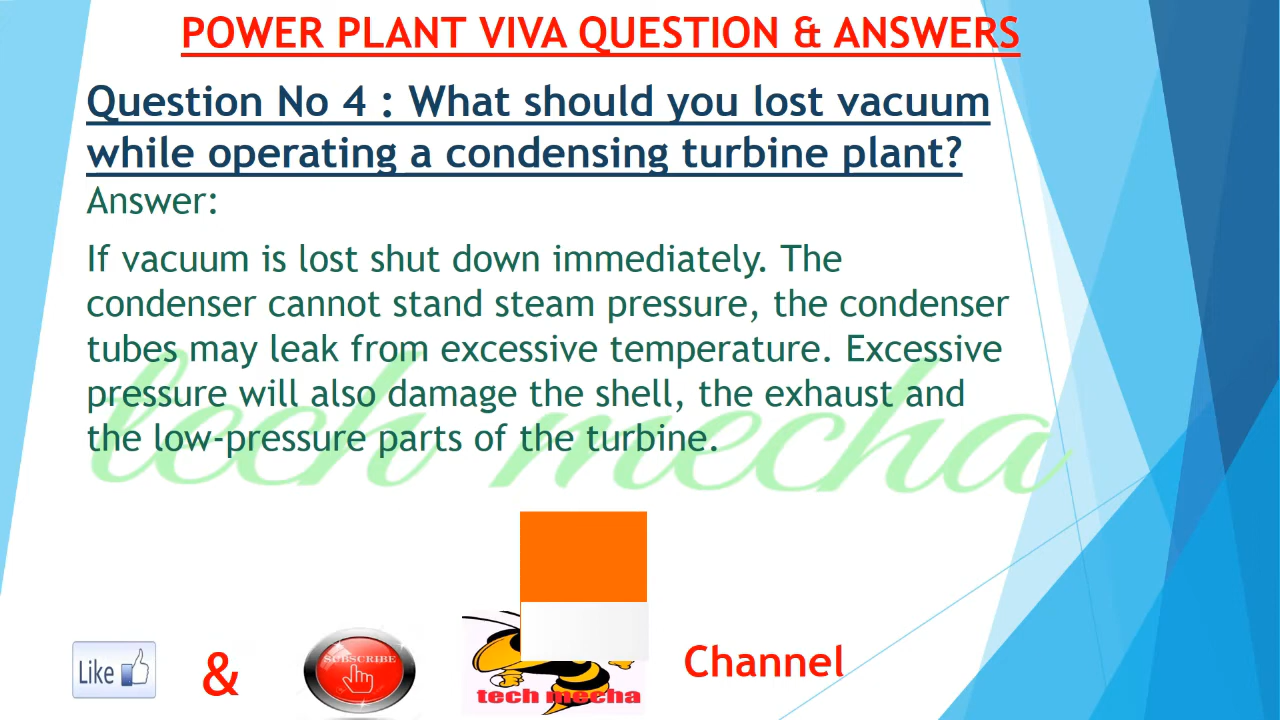 POWER PLANT VIVA QUESTION & ANSWERS
Question No 4 : What should you lost vacuum
while operating a condensing turbine plant?
Answer:
If vacuum is lost shut down immediately. The
condenser cannot stand steam pressure, the condenser
tubes may leak from excessive temperature. Excessive
pressure will also damage the shell, the exhaust and
the low-pressure parts of the turbine.
tech mecha
Like
&
SUBSCRIBE
tech mecha
Channel